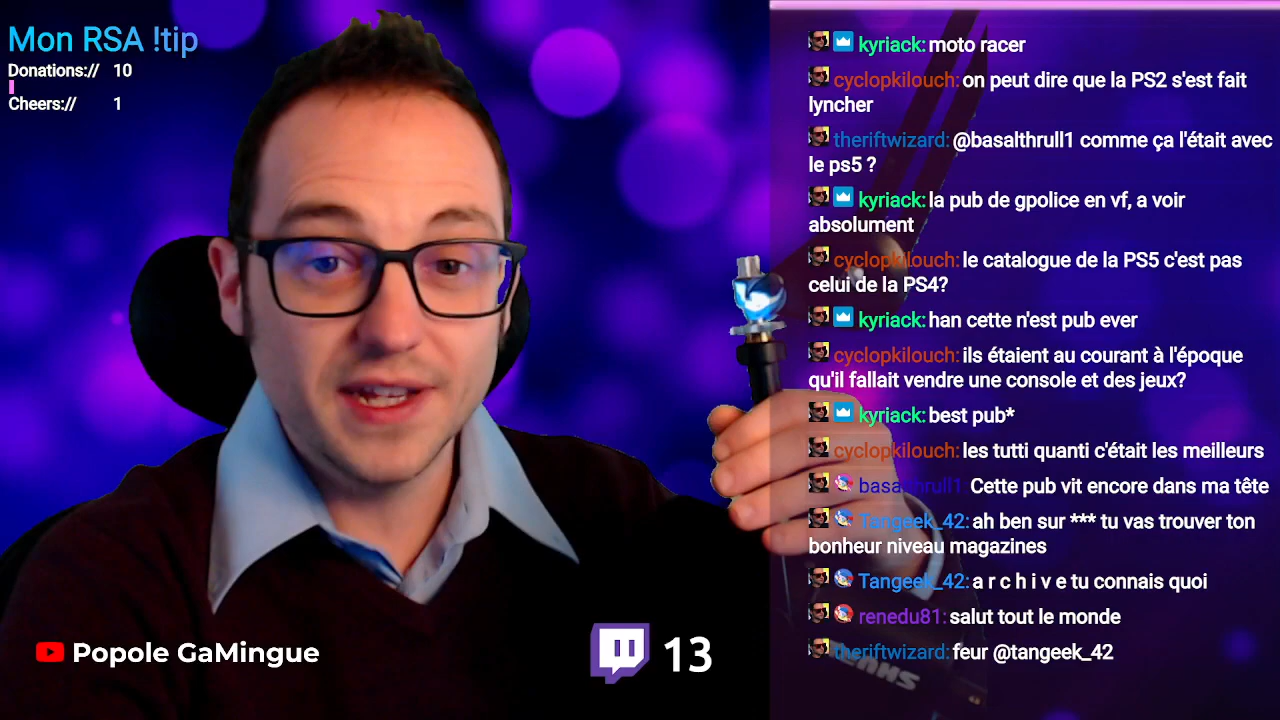 Mon RSA !tip
Donations:// 10
Cheers:// 1
kyriack: moto racer
cyclopkilouch: on peut dire que la PS2 s'est fait
lyncher
theriftwizard: @basalthrull1 comme ça l'était avec
le ps5 ?
kyriack: la pub de gpolice en vf, a voir
absolument
cyclopkilouch: le catalogue de la PS5 c'est pas
celui de la PS4?
kyriack: han cette n'est pub ever
cyclopkilouch: ils étaient au courant à l'époque
qu'il fallait vendre une console et des jeux?
kyriack: best pub*
cyclopkilouch: les tutti quanti c'était les meilleurs
basalthrull1: Cette pub vit encore dans ma tête
Tangeek_42: ah ben sur *** tu vas trouver ton
bonheur niveau magazines
Tangeek_42: a r c h i v e tu connais quoi
renedu81: salut tout le monde
theriftwizard: feur @tangeek_42
Popole GaMingue
13